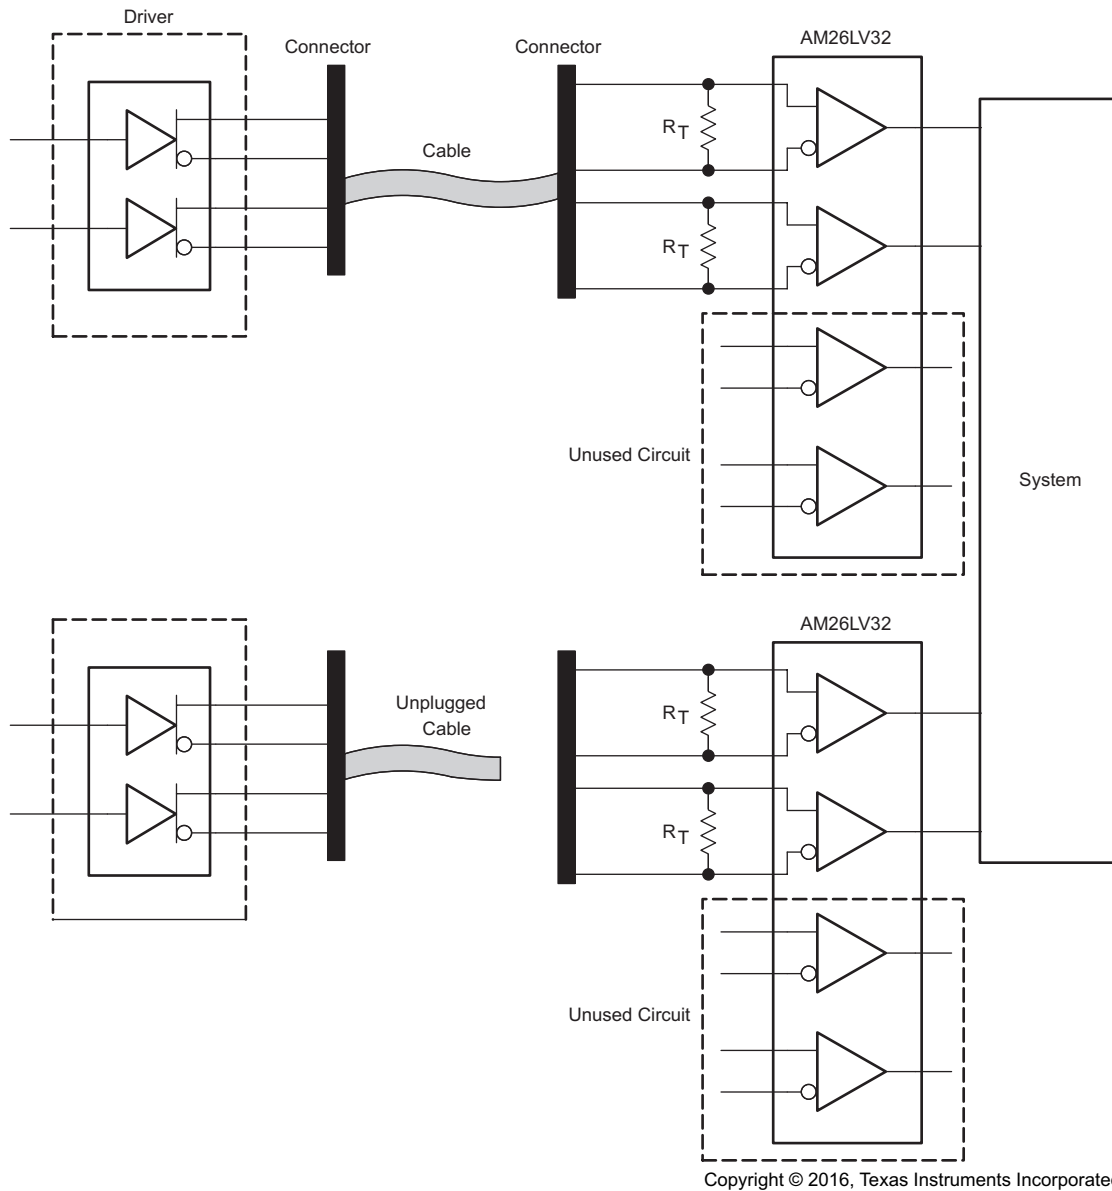 Driver
Connector
Connector
AM26LV32
Cable
RT
RT
Unused Circuit
System
AM26LV32
Unplugged
Cable
RT
RT
Unused Circuit
Copyright © 2016, Texas Instruments Incorporated